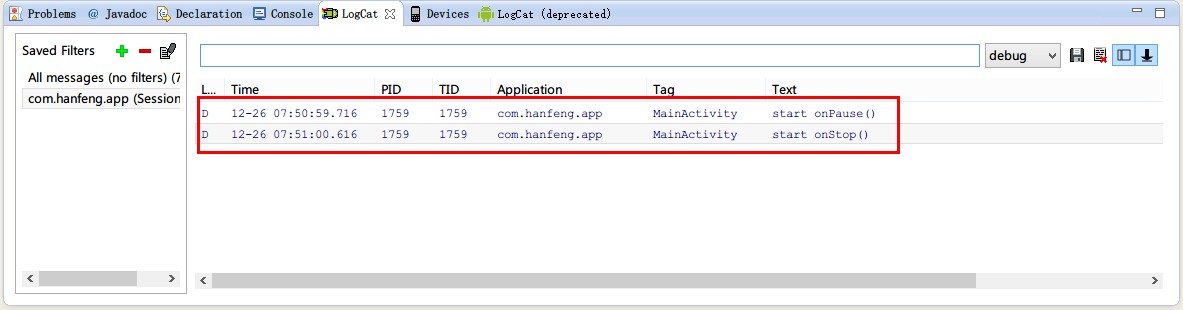 Problems @ Javadoc Declaration Console LogCat Devices LogCat (deprecated)
Saved Filters
All messages (no filters) (7
com.hanfeng.app (Session
debug
L... Time PID TID Application Tag Text
D 12-26 07:50:59.716 1759 1759 com.hanfeng.app MainActivity start onPause()
D 12-26 07:51:00.616 1759 1759 com.hanfeng.app MainActivity start onStop()